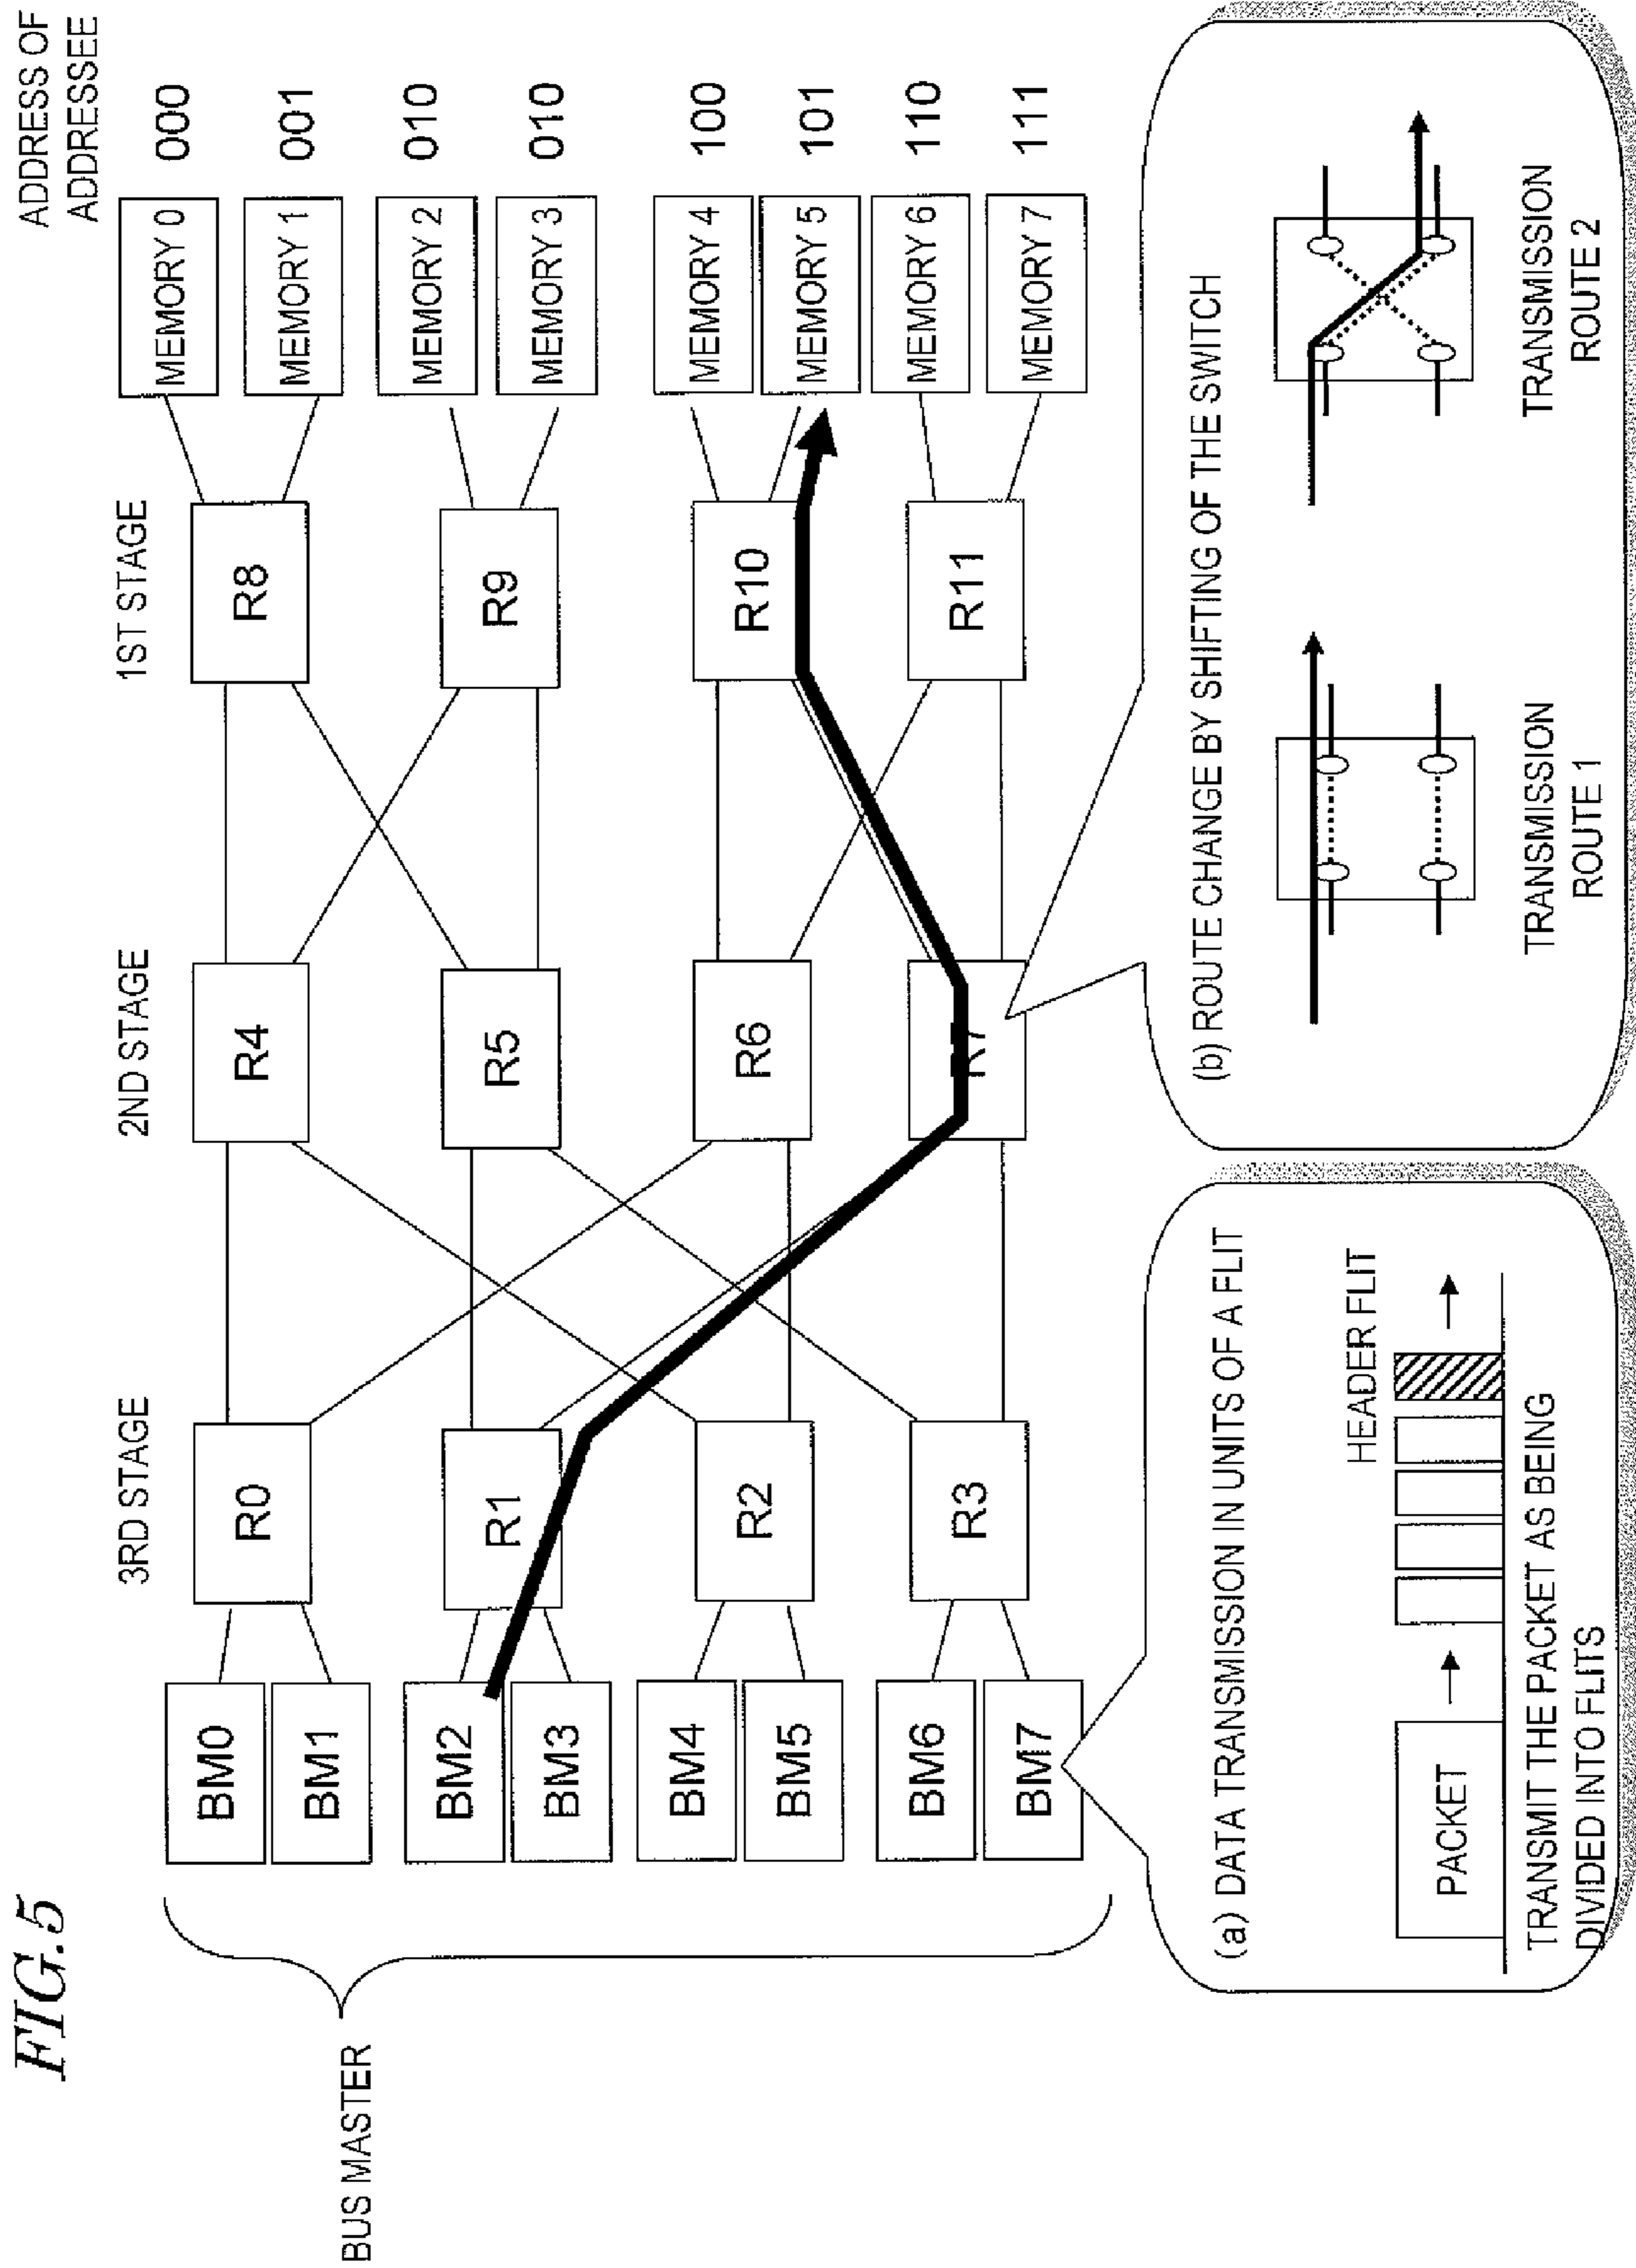 FIG.5
ADDRESS OF
ADDRESSEE
3RD STAGE
2ND STAGE
1ST STAGE
BUS MASTER
BM0
R0
R4
R8
MEMORY 0
000
BM1
MEMORY 1
001
BM2
R1
R5
R9
MEMORY 2
010
BM3
MEMORY 3
010
BM4
R2
R6
R10
MEMORY 4
100
BM5
MEMORY 5
101
BM6
R3
R7
R11
MEMORY 6
110
BM7
MEMORY 7
111
(a) DATA TRANSMISSION IN UNITS OF A FLIT
HEADER FLIT
PACKET
TRANSMIT THE PACKET AS BEING
DIVIDED INTO FLITS
(b) ROUTE CHANGE BY SHIFTING OF THE SWITCH
TRANSMISSION
ROUTE 1
TRANSMISSION
ROUTE 2